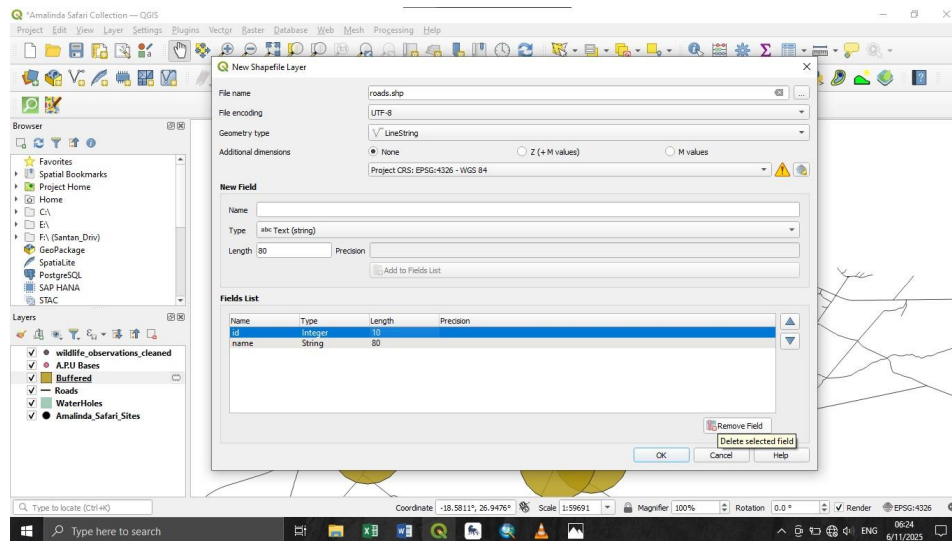 *Amalinda Safari Collection — QGIS
Project Edit View Layer Settings Plugins Vector Raster Database Web Mesh Processing Help
New Shapefile Layer
File name roads.shp
File encoding UTF-8
Geometry type LineString
Additional dimensions None Z (+ M values) M values
Project CRS: EPSG:4326 - WGS 84
New Field
Name
Type abc Text (string)
Length 80 Precision
Add to Fields List
Fields List
Name Type Length Precision
id Integer 10
name String 80
Remove Field
Delete selected field
OK Cancel Help
Browser
Favorites
Spatial Bookmarks
Project Home
Home
C:\
E:\
F:\ (Santan_Driv)
GeoPackage
SpatiaLite
PostgreSQL
SAP HANA
STAC
Layers
wildlife_observations_cleaned
A.P.U Bases
Buffered
Roads
WaterHoles
Amalinda_Safari_Sites
Type to locate (Ctrl+K) Coordinate -18.5811°, 26.9476° Scale 1:59691 Magnifier 100% Rotation 0.0 ° Render EPSG:4326
Type here to search ENG 06:24
6/11/2025